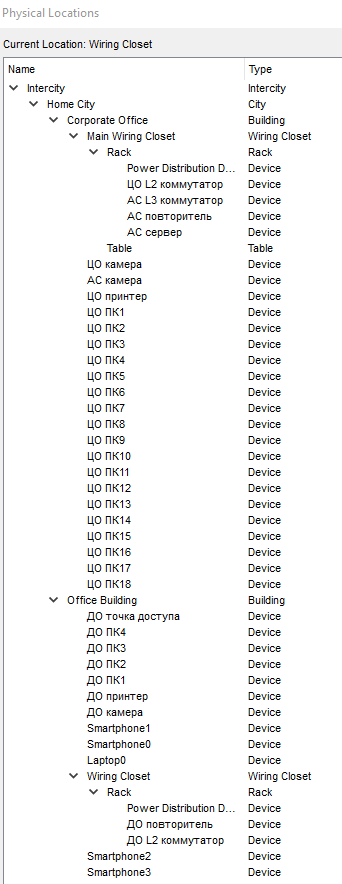 Physical Locations
Current Location: Wiring Closet
Name Type
Intercity Intercity
Home City City
Corporate Office Building
Main Wiring Closet Wiring Closet
Rack Rack
Power Distribution D... Device
ЦО L2 коммутатор Device
АС L3 коммутатор Device
АС повторитель Device
АС сервер Device
Table Table
ЦО камера Device
АС камера Device
ЦО принтер Device
ЦО ПК1 Device
ЦО ПК2 Device
ЦО ПК3 Device
ЦО ПК4 Device
ЦО ПК5 Device
ЦО ПК6 Device
ЦО ПК7 Device
ЦО ПК8 Device
ЦО ПК9 Device
ЦО ПК10 Device
ЦО ПК11 Device
ЦО ПК12 Device
ЦО ПК13 Device
ЦО ПК14 Device
ЦО ПК15 Device
ЦО ПК16 Device
ЦО ПК17 Device
ЦО ПК18 Device
Office Building Building
ДО точка доступа Device
ДО ПК4 Device
ДО ПК3 Device
ДО ПК2 Device
ДО ПК1 Device
ДО принтер Device
ДО камера Device
Smartphone1 Device
Smartphone0 Device
Laptop0 Device
Wiring Closet Wiring Closet
Rack Rack
Power Distribution D... Device
ДО повторитель Device
ДО L2 коммутатор Device
Smartphone2 Device
Smartphone3 Device